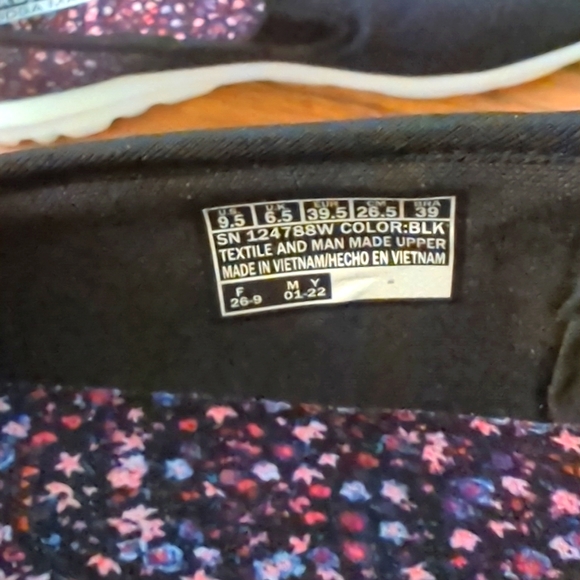 U.S. U.K. EUR CM BRA
9.5 6.5 39.5 26.5 39
SN 124788W COLOR:BLK
TEXTILE AND MAN MADE UPPER
MADE IN VIETNAM/HECHO EN VIETNAM
F M Y
26-9 01-22